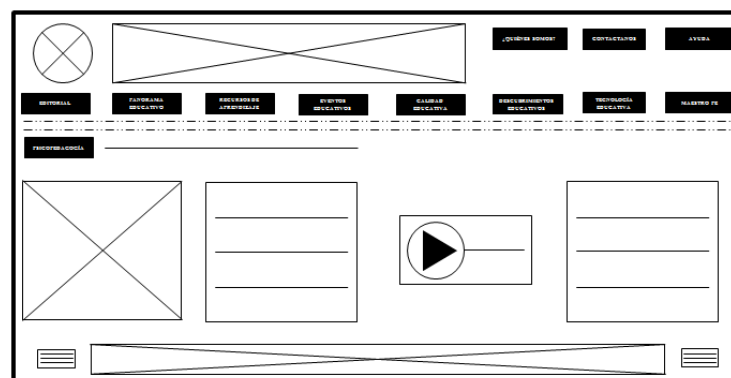 ¿QUIÉNES SOMOS?
CONTACTANOS
AYUDA
EDITORIAL
PANORAMA
EDUCATIVO
RECURSOS DE
APRENDIZAJE
EVENTOS
EDUCATIVOS
CALIDAD
EDUCATIVA
DESCUBRIMIENTOS
EDUCATIVOS
TECNOLOGÍA
EDUCATIVA
MAESTRO FE
PSICOPEDAGOGÍA